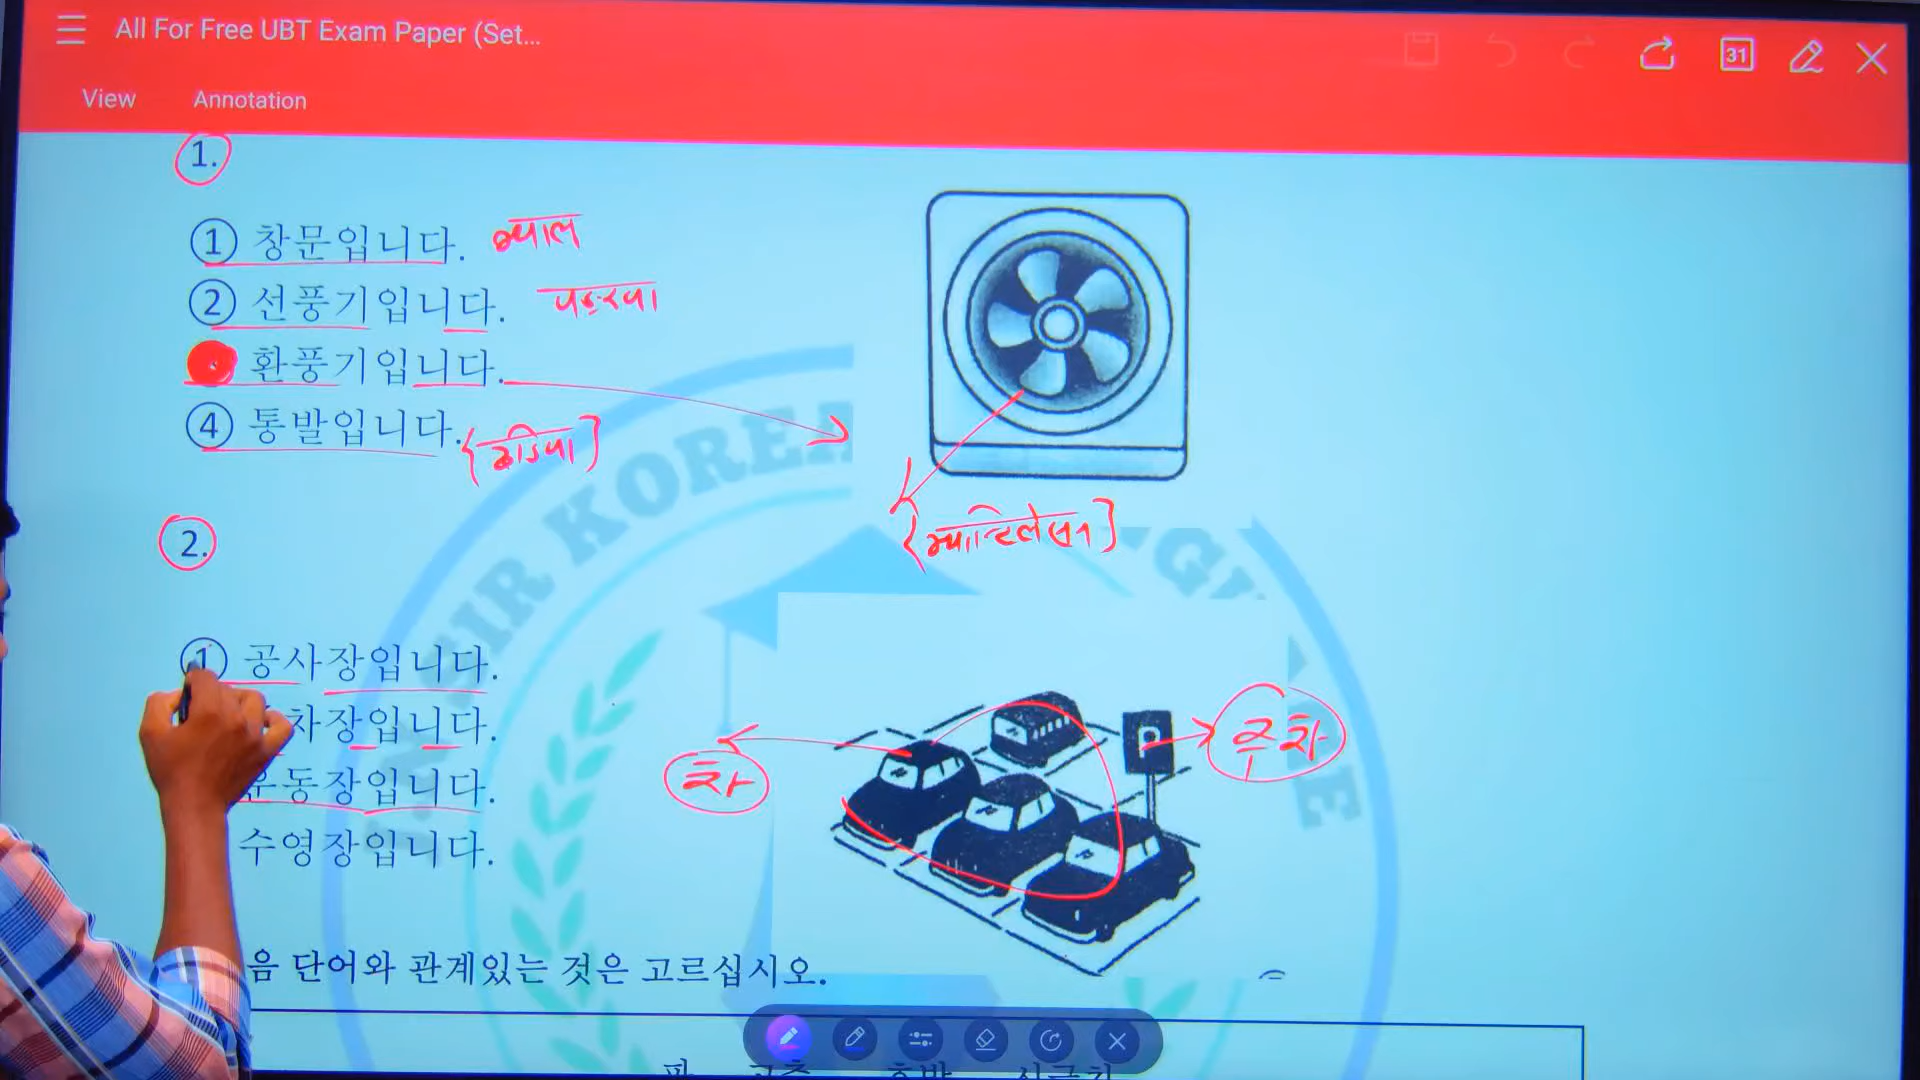 All For Free UBT Exam Paper (Set...
31
View Annotation
1.
① 창문입니다. झ्याल
② 선풍기입니다. पङ्खा
환풍기입니다.
④ 통발입니다.
2.
① 공사장입니다.
차장입니다.
운동장입니다.
수영장입니다.
차
P
주차
음 단어와 관계있는 것은 고르십시오.
SIR KOREA